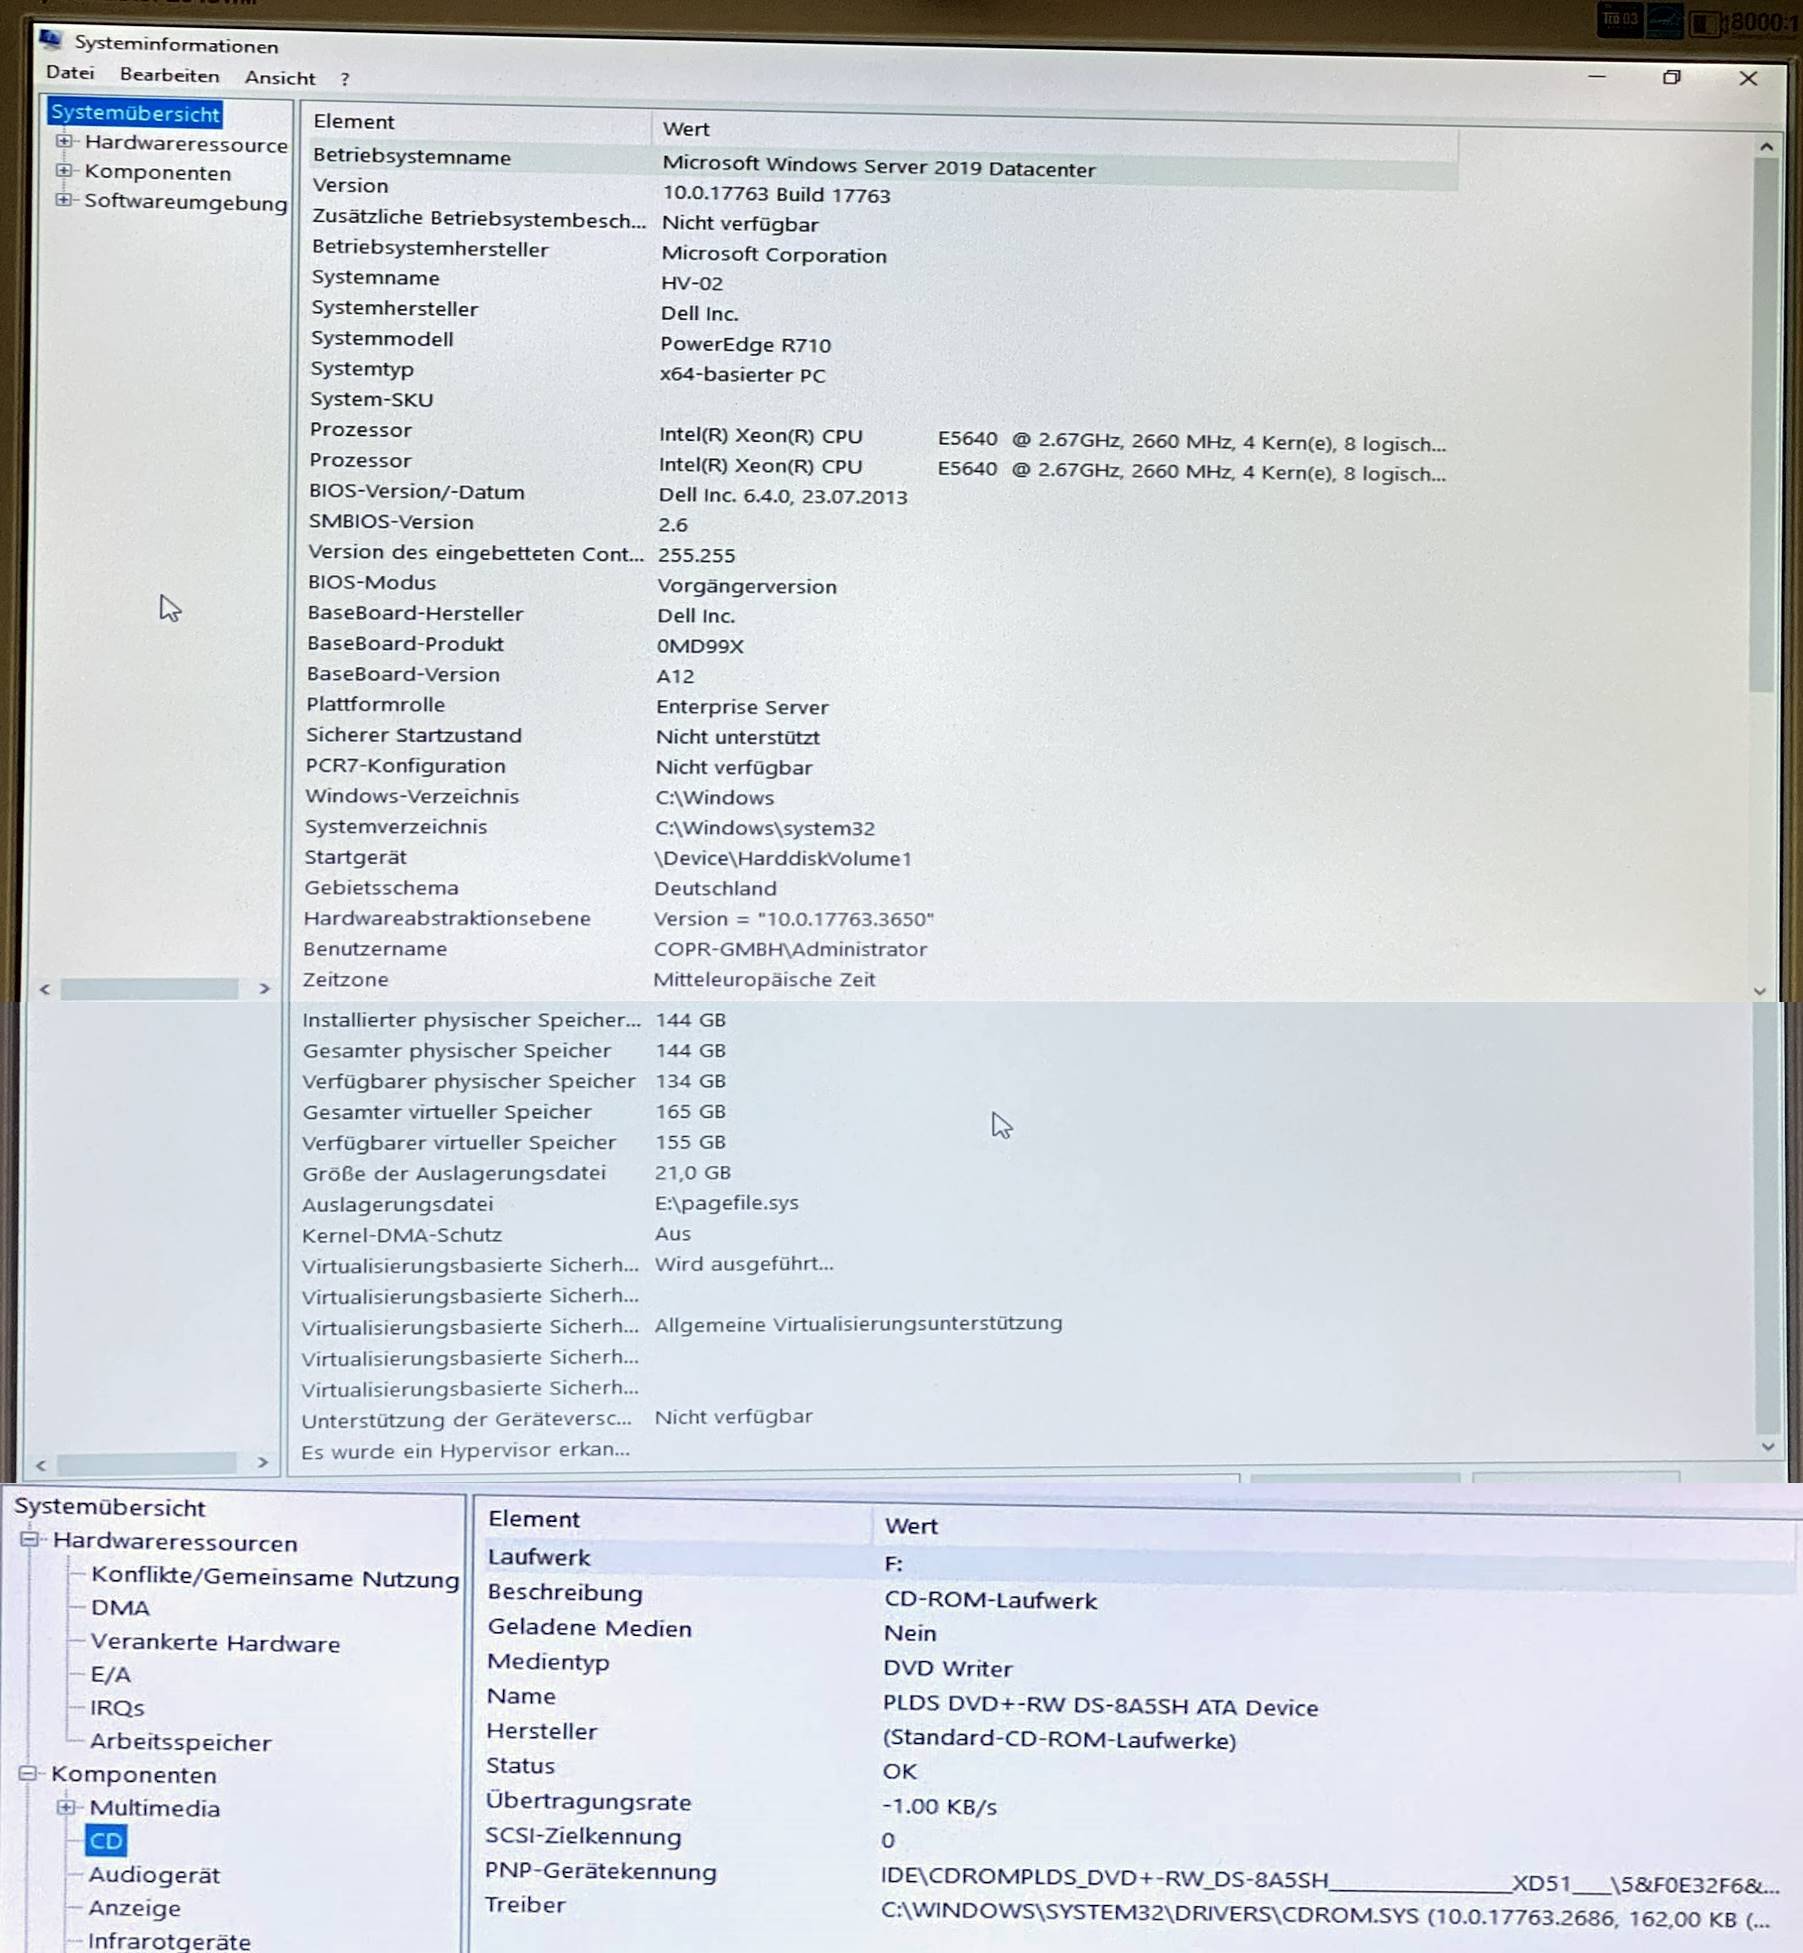 Tco 03
8000:1
Systeminformationen
Datei Bearbeiten Ansicht ?
Systemübersicht
Hardwareressource
Komponenten
Softwareumgebung
Element Wert
Betriebsystemname Microsoft Windows Server 2019 Datacenter
Version 10.0.17763 Build 17763
Zusätzliche Betriebsystembesch... Nicht verfügbar
Betriebsystemhersteller Microsoft Corporation
Systemname HV-02
Systemhersteller Dell Inc.
Systemmodell PowerEdge R710
Systemtyp x64-basierter PC
System-SKU
Prozessor Intel(R) Xeon(R) CPU E5640 @ 2.67GHz, 2660 MHz, 4 Kern(e), 8 logisch...
Prozessor Intel(R) Xeon(R) CPU E5640 @ 2.67GHz, 2660 MHz, 4 Kern(e), 8 logisch...
BIOS-Version/-Datum Dell Inc. 6.4.0, 23.07.2013
SMBIOS-Version 2.6
Version des eingebetteten Cont... 255.255
BIOS-Modus Vorgängerversion
BaseBoard-Hersteller Dell Inc.
BaseBoard-Produkt 0MD99X
BaseBoard-Version A12
Plattformrolle Enterprise Server
Sicherer Startzustand Nicht unterstützt
PCR7-Konfiguration Nicht verfügbar
Windows-Verzeichnis C:\Windows
Systemverzeichnis C:\Windows\system32
Startgerät \Device\HarddiskVolume1
Gebietsschema Deutschland
Hardwareabstraktionsebene Version = "10.0.17763.3650"
Benutzername COPR-GMBH\Administrator
Zeitzone Mitteleuropäische Zeit
Installierter physischer Speicher... 144 GB
Gesamter physischer Speicher 144 GB
Verfügbarer physischer Speicher 134 GB
Gesamter virtueller Speicher 165 GB
Verfügbarer virtueller Speicher 155 GB
Größe der Auslagerungsdatei 21,0 GB
Auslagerungsdatei E:\pagefile.sys
Kernel-DMA-Schutz Aus
Virtualisierungsbasierte Sicherh... Wird ausgeführt...
Virtualisierungsbasierte Sicherh...
Virtualisierungsbasierte Sicherh... Allgemeine Virtualisierungsunterstützung
Virtualisierungsbasierte Sicherh...
Virtualisierungsbasierte Sicherh...
Unterstützung der Geräteversc... Nicht verfügbar
Es wurde ein Hypervisor erkan...
Systemübersicht
Hardwareressourcen
Konflikte/Gemeinsame Nutzung
DMA
Verankerte Hardware
E/A
IRQs
Arbeitsspeicher
Komponenten
Multimedia
CD
Audiogerät
Anzeige
Infrarotgeräte
Element Wert
Laufwerk F:
Beschreibung CD-ROM-Laufwerk
Geladene Medien Nein
Medientyp DVD Writer
Name PLDS DVD+-RW DS-8A5SH ATA Device
Hersteller (Standard-CD-ROM-Laufwerke)
Status OK
Übertragungsrate -1.00 KB/s
SCSI-Zielkennung 0
PNP-Gerätekennung IDE\CDROMPLDS_DVD+-RW_DS-8A5SH________________XD51____\5&F0E32F6&...
Treiber C:\WINDOWS\SYSTEM32\DRIVERS\CDROM.SYS (10.0.17763.2686, 162,00 KB (...